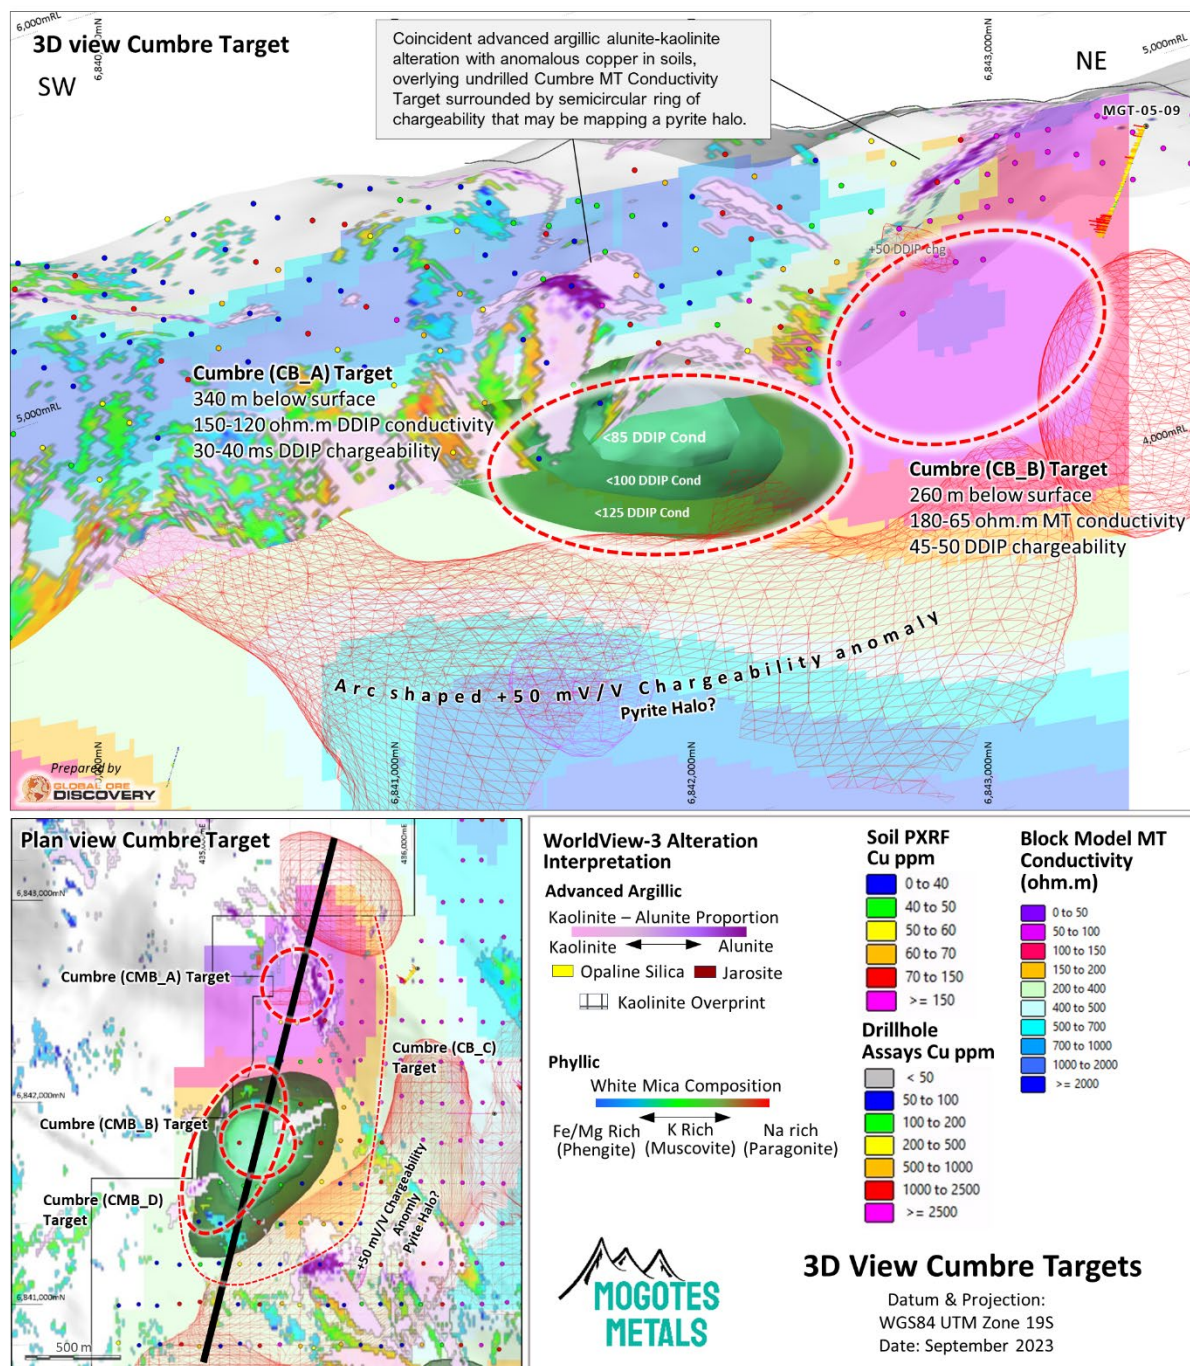 6,000mRL
3D view Cumbre Target
SW
6,840,000mN
Coincident advanced argillic alunite-kaolinite
alteration with anomalous copper in soils,
overlying undrilled Cumbre MT Conductivity
Target surrounded by semicircular ring of
chargeability that may be mapping a pyrite halo.
6,843,000mN
NE
5,000mRL
MGT-05-09
+50 DDIP chg
Cumbre (CB_A) Target
340 m below surface
150-120 ohm.m DDIP conductivity
30-40 ms DDIP chargeability
5,000mRL
4,000mRL
<85 DDIP Cond
<100 DDIP Cond
<125 DDIP Cond
Cumbre (CB_B) Target
260 m below surface
180-65 ohm.m MT conductivity
45-50 DDIP chargeability
Arc shaped +50 mV/V Chargeability anomaly
Pyrite Halo?
6,841,000mN
6,842,000mN
6,843,000mN
Prepared by
GLOBAL ORE
DISCOVERY
Plan view Cumbre Target
436,000mE
6,843,000mN
Cumbre (CMB_A) Target
Cumbre (CB_C)
Target
6,842,000mN
Cumbre (CMB_B) Target
Cumbre (CMB_D)
Target
+50 mV/V Chargeability
Anomly
Pyite Halo?
6,841,000mN
500 m
WorldView-3 Alteration
Interpretation
Advanced Argillic
Kaolinite – Alunite Proportion
Kaolinite
Alunite
Opaline Silica
Jarosite
Kaolinite Overprint
Phyllic
White Mica Composition
Fe/Mg Rich
(Phengite)
K Rich
(Muscovite)
Na rich
(Paragonite)
Soil PXRF
Cu ppm
0 to 40
40 to 50
50 to 60
60 to 70
70 to 150
>= 150
Drillhole
Assays Cu ppm
< 50
50 to 100
100 to 200
200 to 500
500 to 1000
1000 to 2500
>= 2500
Block Model MT
Conductivity
(ohm.m)
0 to 50
50 to 100
100 to 150
150 to 200
200 to 400
400 to 500
500 to 700
700 to 1000
1000 to 2000
>= 2000
MOGOTES
METALS
3D View Cumbre Targets
Datum & Projection:
WGS84 UTM Zone 19S
Date: September 2023